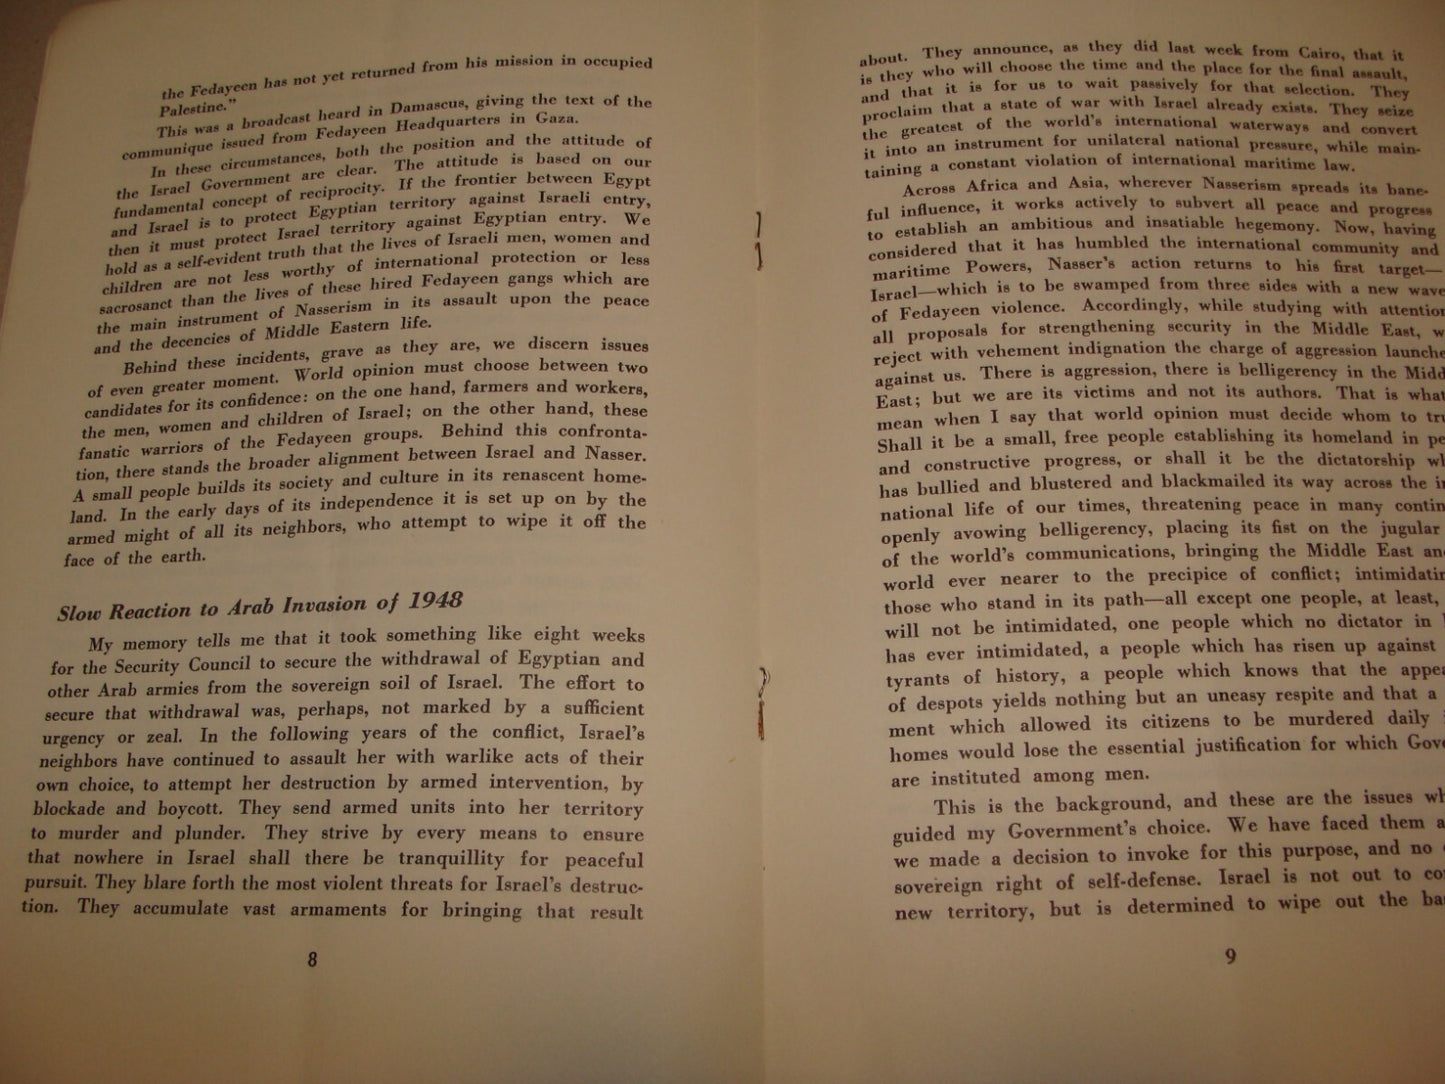 the Fedayeen has not yet returned from his mission in occupied
Palestine."
This was a broadcast heard in Damascus, giving the text of the
communique issued from Fedayeen Headquarters in Gaza.
In these circumstances, both the position and the attitude of
the Israel Government are clear. The attitude is based on our
fundamental concept of reciprocity. If the frontier between Egypt
and Israel is to protect Egyptian territory against Israeli entry,
then it must protect Israel territory against Egyptian entry. We
hold as a self-evident truth that the lives of Israeli men, women and
children are not less worthy of international protection or less
sacrosanct than the lives of these hired Fedayeen gangs which are
the main instrument of Nasserism in its assault upon the peace
and the decencies of Middle Eastern life.
Behind these incidents, grave as they are, we discern issues
of even greater moment. World opinion must choose between two
candidates for its confidence: on the one hand, farmers and workers,
the men, women and children of Israel; on the other hand, these
fanatic warriors of the Fedayeen groups. Behind this confronta-
tion, there stands the broader alignment between Israel and Nasser.
A small people builds its society and culture in its renascent home-
land. In the early days of its independence it is set up on by the
armed might of all its neighbors, who attempt to wipe it off the
face of the earth.
Slow Reaction to Arab Invasion of 1948
My memory tells me that it took something like eight weeks
for the Security Council to secure the withdrawal of Egyptian and
other Arab armies from the sovereign soil of Israel. The effort to
secure that withdrawal was, perhaps, not marked by a sufficient
urgency or zeal. In the following years of the conflict, Israel's
neighbors have continued to assault her with warlike acts of their
own choice, to attempt her destruction by armed intervention, by
blockade and boycott. They send armed units into her territory
to murder and plunder. They strive by every means to ensure
that nowhere in Israel shall there be tranquillity for peaceful
pursuit. They blare forth the most violent threats for Israel's destruc-
tion. They accumulate vast armaments for bringing that result
8
about. They announce, as they did last week from Cairo, that it
is they who will choose the time and the place for the final assault,
and that it is for us to wait passively for that selection. They
proclaim that a state of war with Israel already exists. They seize
the greatest of the world's international waterways and convert
it into an instrument for unilateral national pressure, while main-
taining a constant violation of international maritime law.
Across Africa and Asia, wherever Nasserism spreads its bane-
ful influence, it works actively to subvert all peace and progress
to establish an ambitious and insatiable hegemony. Now, having
considered that it has humbled the international community and
maritime Powers, Nasser's action returns to his first target—
Israel—which is to be swamped from three sides with a new wave
of Fedayeen violence. Accordingly, while studying with attention
all proposals for strengthening security in the Middle East, w
reject with vehement indignation the charge of aggression launche
against us. There is aggression, there is belligerency in the Midd
East; but we are its victims and not its authors. That is what
mean when I say that world opinion must decide whom to tru
Shall it be a small, free people establishing its homeland in pe
and constructive progress, or shall it be the dictatorship wh
has bullied and blustered and blackmailed its way across the in
national life of our times, threatening peace in many contin
openly avowing belligerency, placing its fist on the jugular
of the world's communications, bringing the Middle East and
world ever nearer to the precipice of conflict; intimidatin
those who stand in its path—all except one people, at least,
will not be intimidated, one people which no dictator in
has ever intimidated, a people which has risen up against
tyrants of history, a people which knows that the appea
of despots yields nothing but an uneasy respite and that a
ment which allowed its citizens to be murdered daily
homes would lose the essential justification for which Gove
are instituted among men.
This is the background, and these are the issues wh
guided my Government's choice. We have faced them a
we made a decision to invoke for this purpose, and no
sovereign right of self-defense. Israel is not out to co
new territory, but is determined to wipe out the ba
9